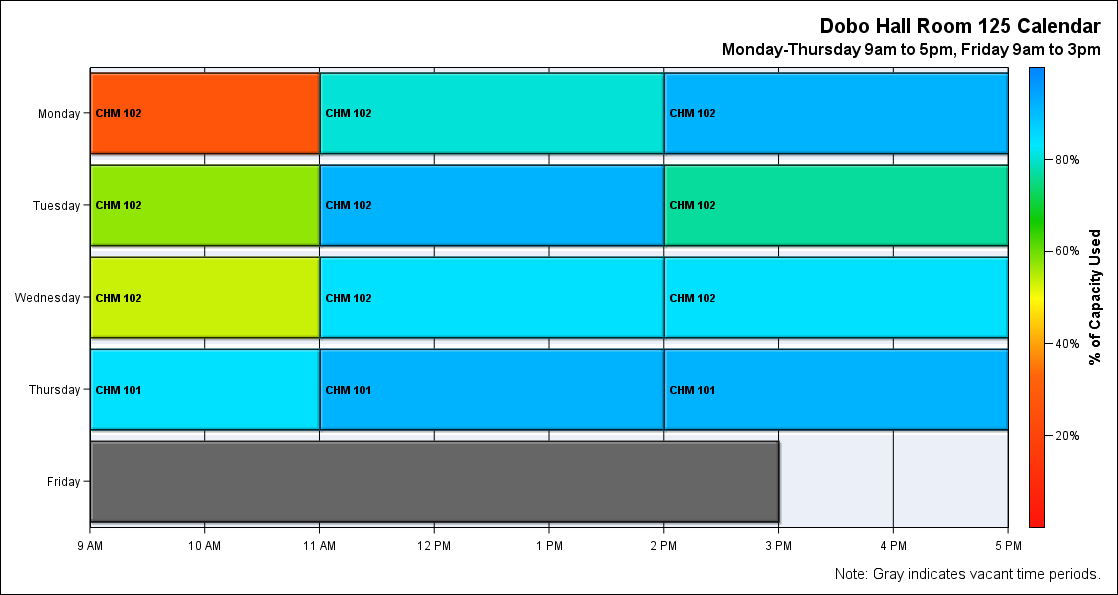 Dobo Hall Room 125 Calendar
Monday-Thursday 9am to 5pm, Friday 9am to 3pm
Monday
CHM 102
CHM 102
CHM 102
Tuesday
CHM 102
CHM 102
CHM 102
Wednesday
CHM 102
CHM 102
CHM 102
Thursday
CHM 101
CHM 101
CHM 101
Friday
9 AM
10 AM
11 AM
12 PM
1 PM
2 PM
3 PM
4 PM
5 PM
80%
60%
40%
20%
% of Capacity Used
Note: Gray indicates vacant time periods.